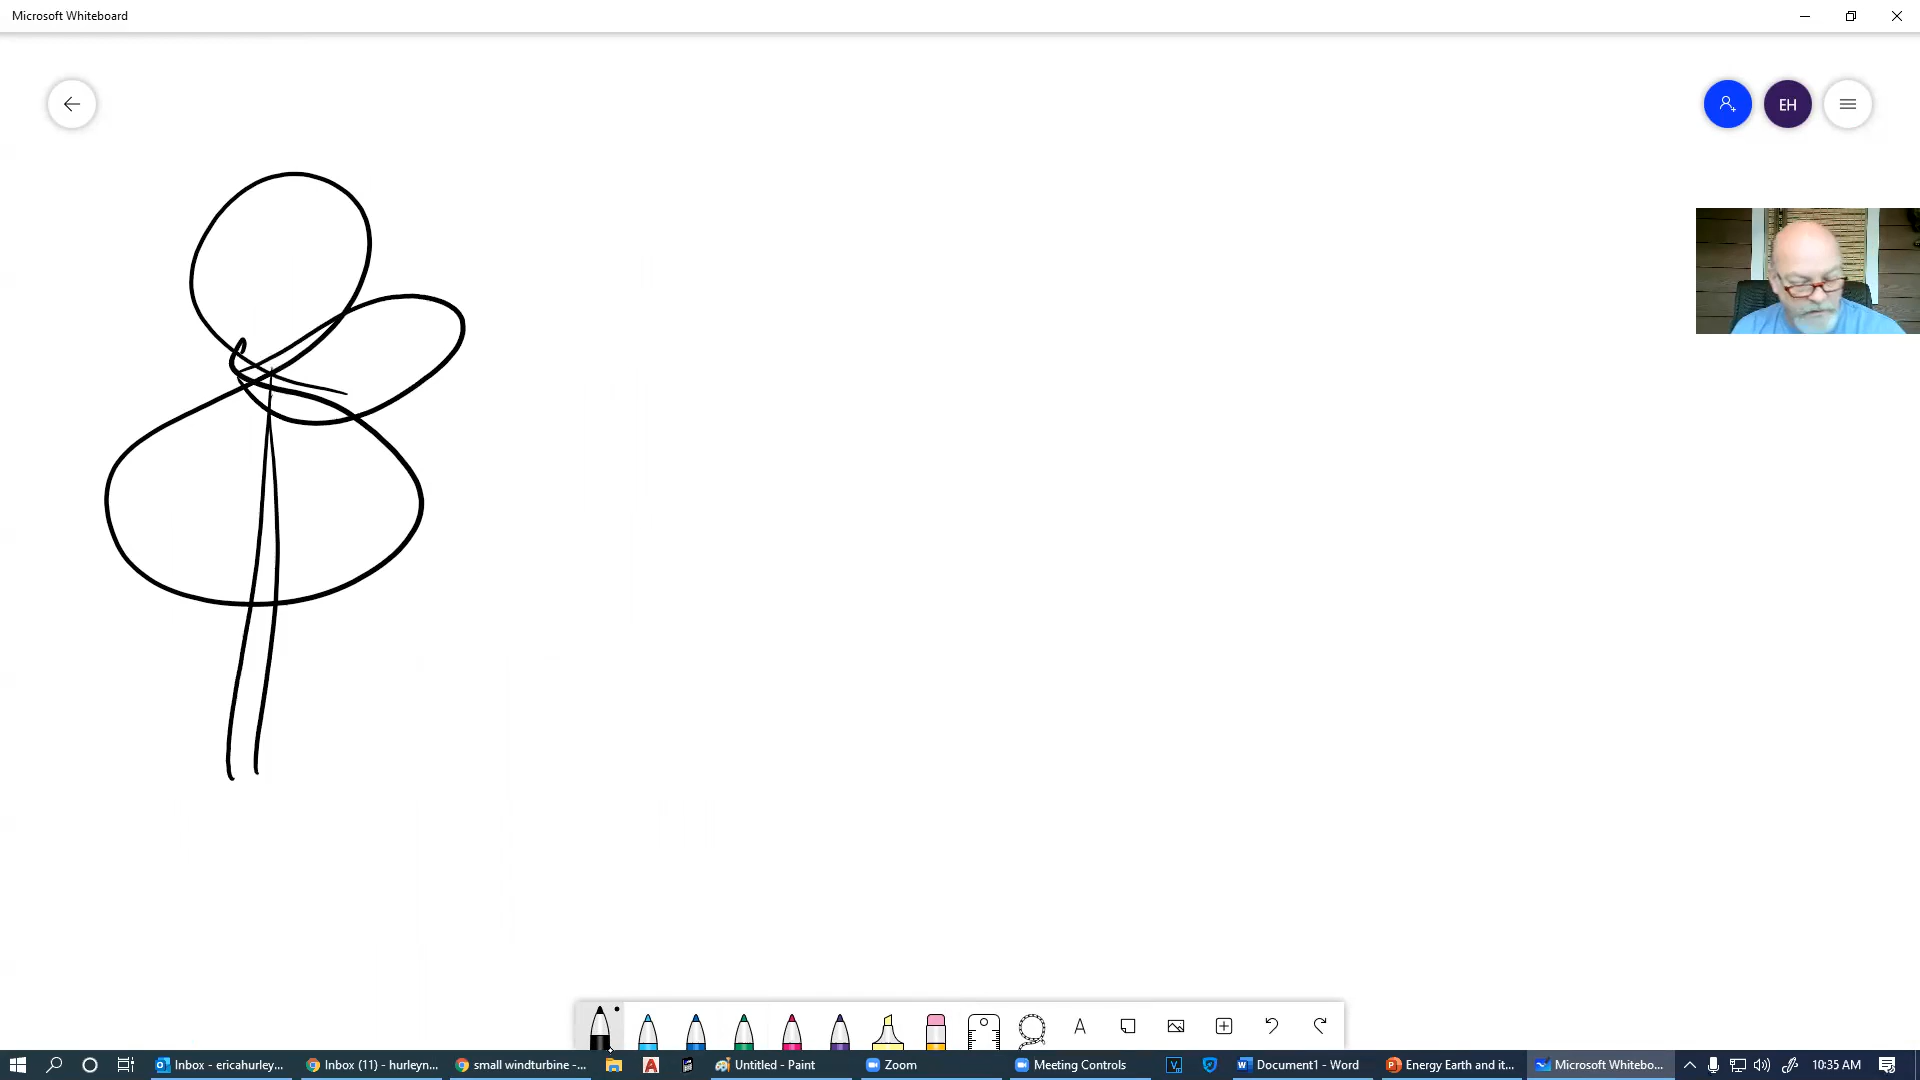 Microsoft Whiteboard
EH
A
Inbox - ericahurley...
Inbox (11) - hurleyn...
small windturbine -...
Untitled - Paint
Zoom
Meeting Controls
Document1 - Word
Energy Earth and it...
Microsoft Whitebo...
10:35 AM